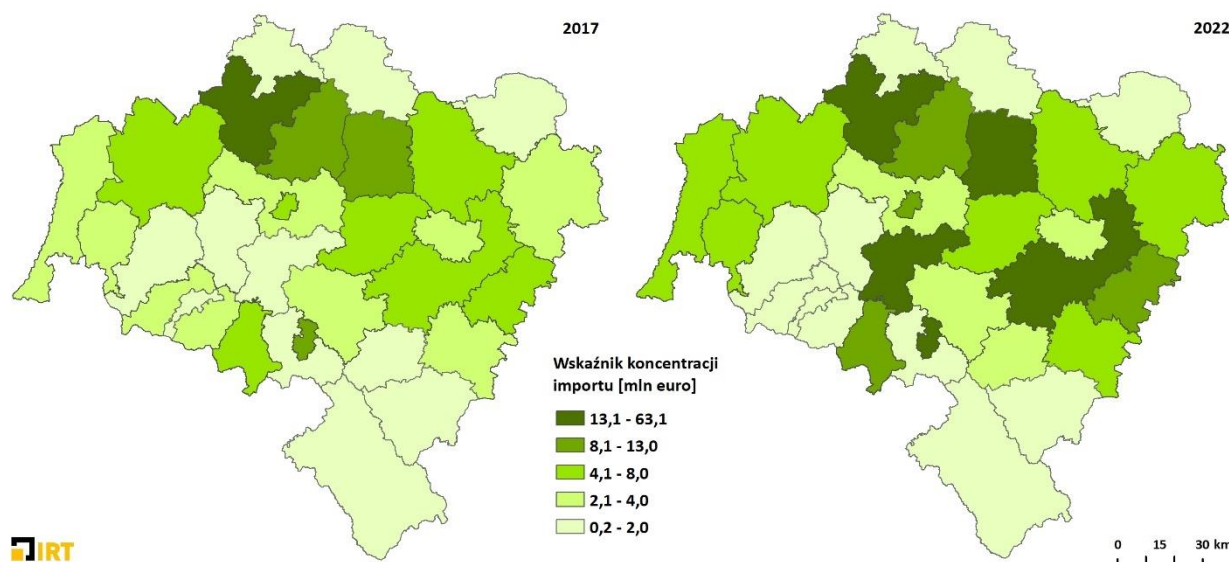 2017
2022
Wskaźnik koncentracji
importu [mln euro]
13,1 - 63,1
8,1 - 13,0
4,1 - 8,0
2,1 - 4,0
0,2 - 2,0
IRT
0 15 30 km